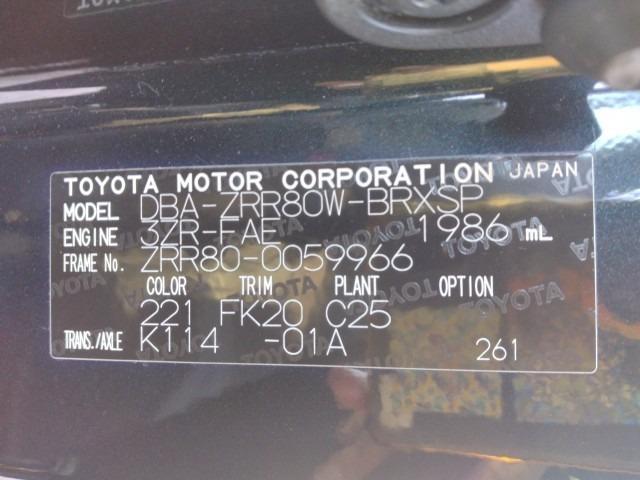 TOYOTA MOTOR CORPORATION JAPAN
MODEL DBA-ZRR80W-BRXSP
ENGINE 3ZR-FAE 1986 mL
FRAME No. ZRR80-0059966
COLOR TRIM PLANT OPTION
221 FK20 C25
TRANS./AXLE K114 -01A 261